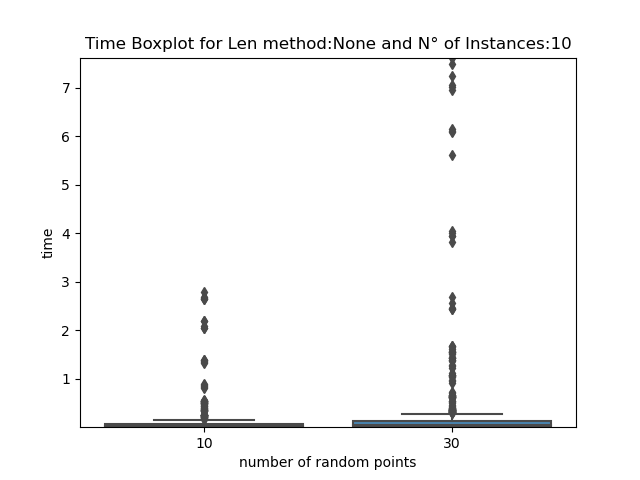 Time Boxplot for Len method:None and N° of Instances:10
7
6
5
4
3
2
1
time
10 30
number of random points